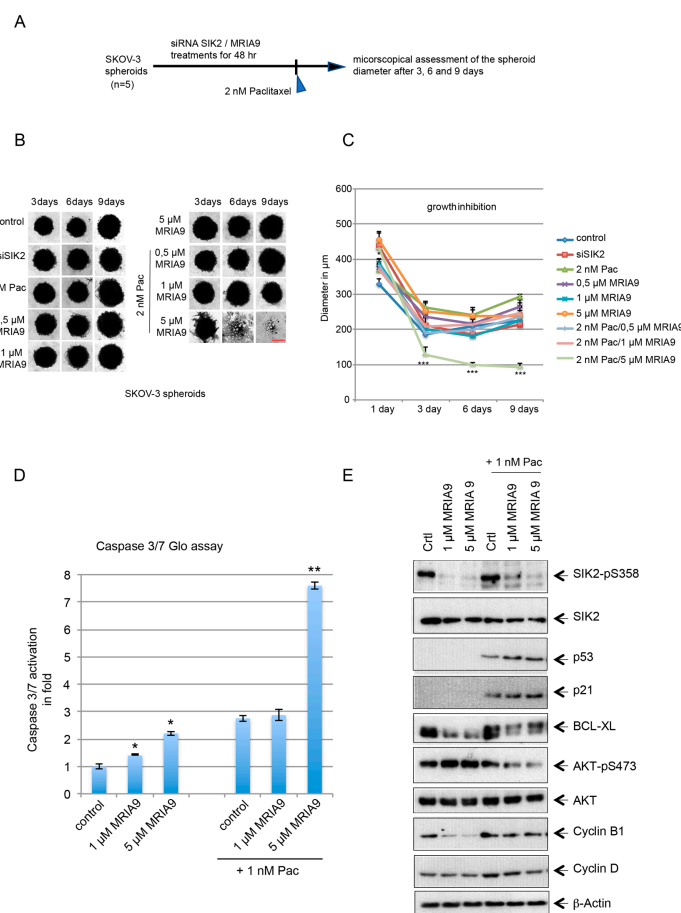 A
siRNA SIK2 / MRIA9
treatments for 48 hr
SKOV-3
spheroids
(n=5)
2 nM Paclitaxel
micorscopical assessment of the spheroid
diameter after 3, 6 and 9 days
B
3days 6days 9days
ontrol
siSIK2
M Pac
,5 µM
MRIA9
1 µM
MRIA9
3days 6days 9days
5 µM
MRIA9
0,5 µM
MRIA9
1 µM
MRIA9
5 µM
MRIA9
2 nM Pac
SKOV-3 spheroids
C
growth inhibition
Diameter in µm
600
500
400
300
200
100
0
1 day 3 day 6 days 9 days
*** *** ***
control
siSIK2
2 nM Pac
0,5 µM MRIA9
1 µM MRIA9
5 µM MRIA9
2 nM Pac/0,5 µM MRIA9
2 nM Pac/1 µM MRIA9
2 nM Pac/5 µM MRIA9
D
Caspase 3/7 Glo assay
Caspase 3/7 activation
in fold
8
7
6
5
4
3
2
1
0
* * **
control
1 µM MRIA9
5 µM MRIA9
control
1 µM MRIA9
5 µM MRIA9
+ 1 nM Pac
E
+ 1 nM Pac
Crtl
1 µM MRIA9
5 µM MRIA 9
Crtl
1 µM MRIA9
5 µM MRIA 9
SIK2-pS358
SIK2
p53
p21
BCL-XL
AKT-pS473
AKT
Cyclin B1
Cyclin D
β-Actin